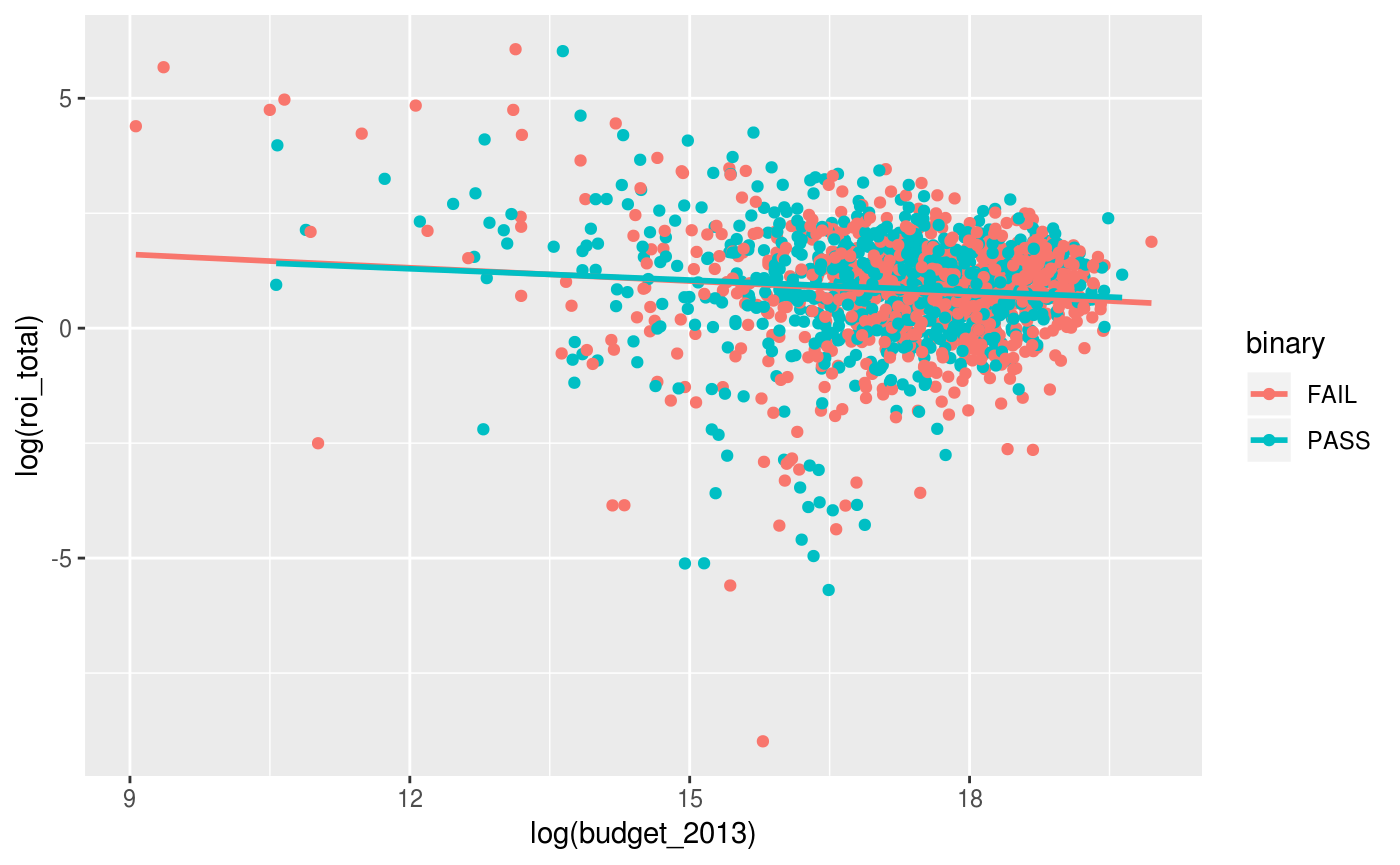 5
0
-5
log(roi_total)
9 12 15 18
log(budget_2013)
binary
FAIL
PASS